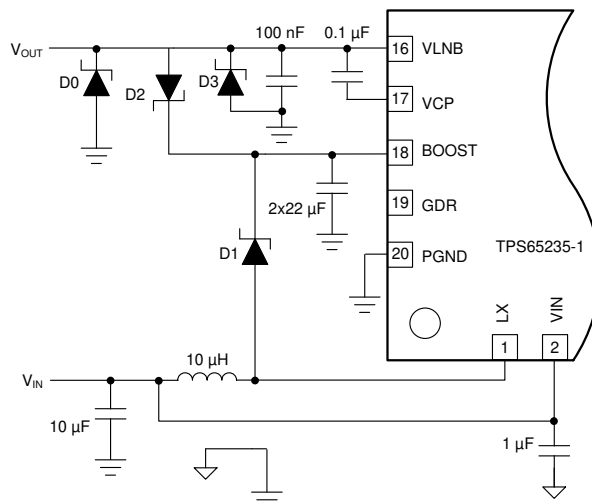 100 nF
0.1 µF
16 VLNB
VOUT
D0
D2
D3
17 VCP
18 BOOST
2x22 µF
19 GDR
D1
TPS65235-1
20 PGND
LX
VIN
10 µH
1
2
VIN
10 µF
1 µF